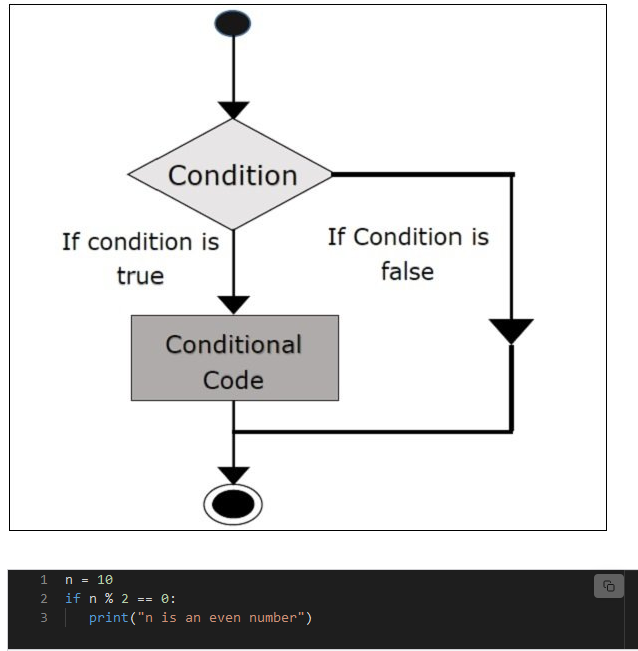 Condition
If condition is
true
If Condition is
false
Conditional
Code
1 n = 10
2 if n % 2 == 0:
3 print("n is an even number")